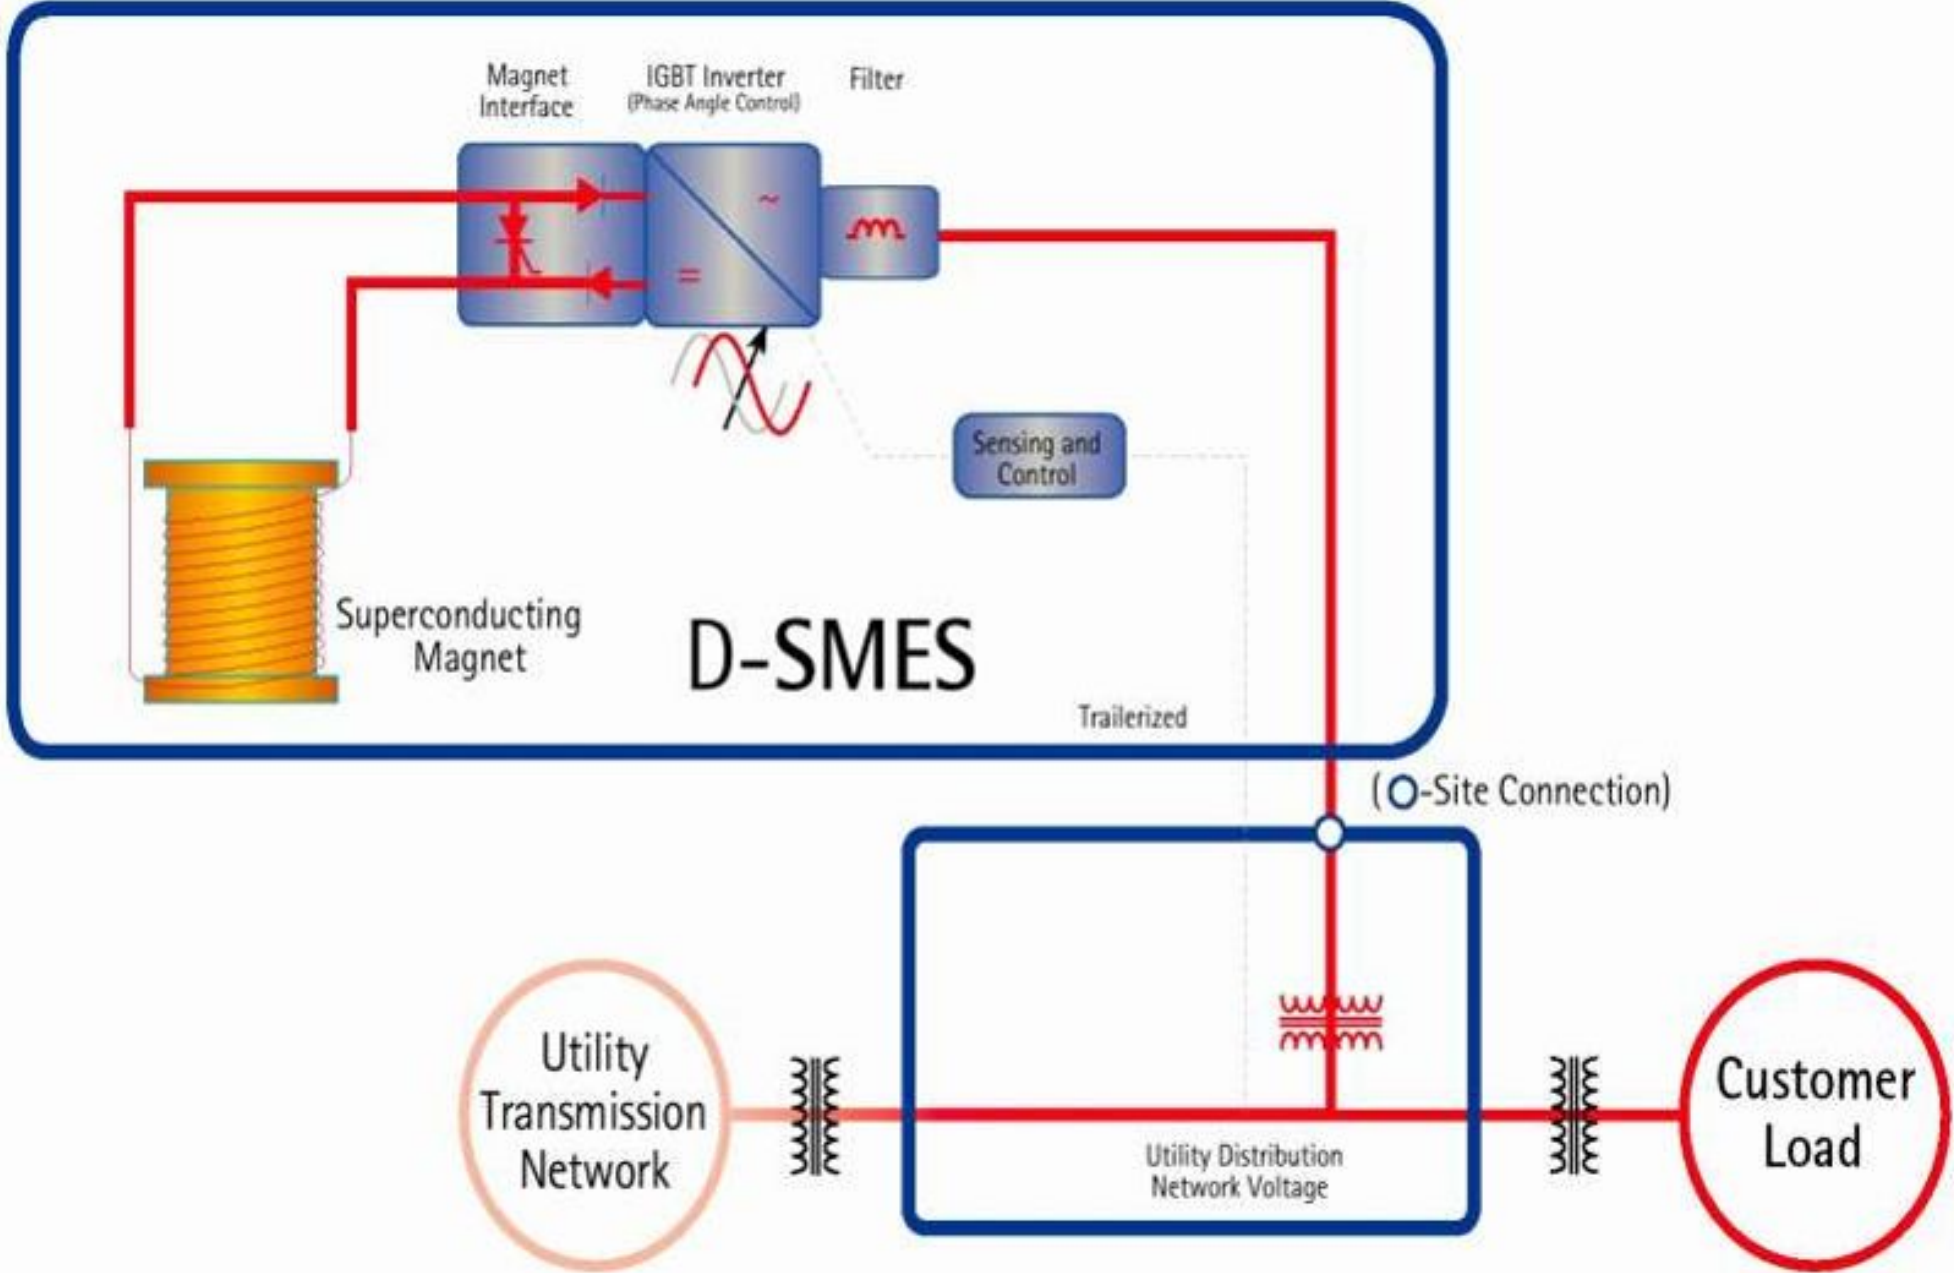 Magnet
Interface
IGBT Inverter
(Phase Angle Control)
Filter
~
=
Sensing and
Control
Superconducting
Magnet
D-SMES
Trailerized
( O-Site Connection)
Utility
Transmission
Network
Utility Distribution
Network Voltage
Customer
Load